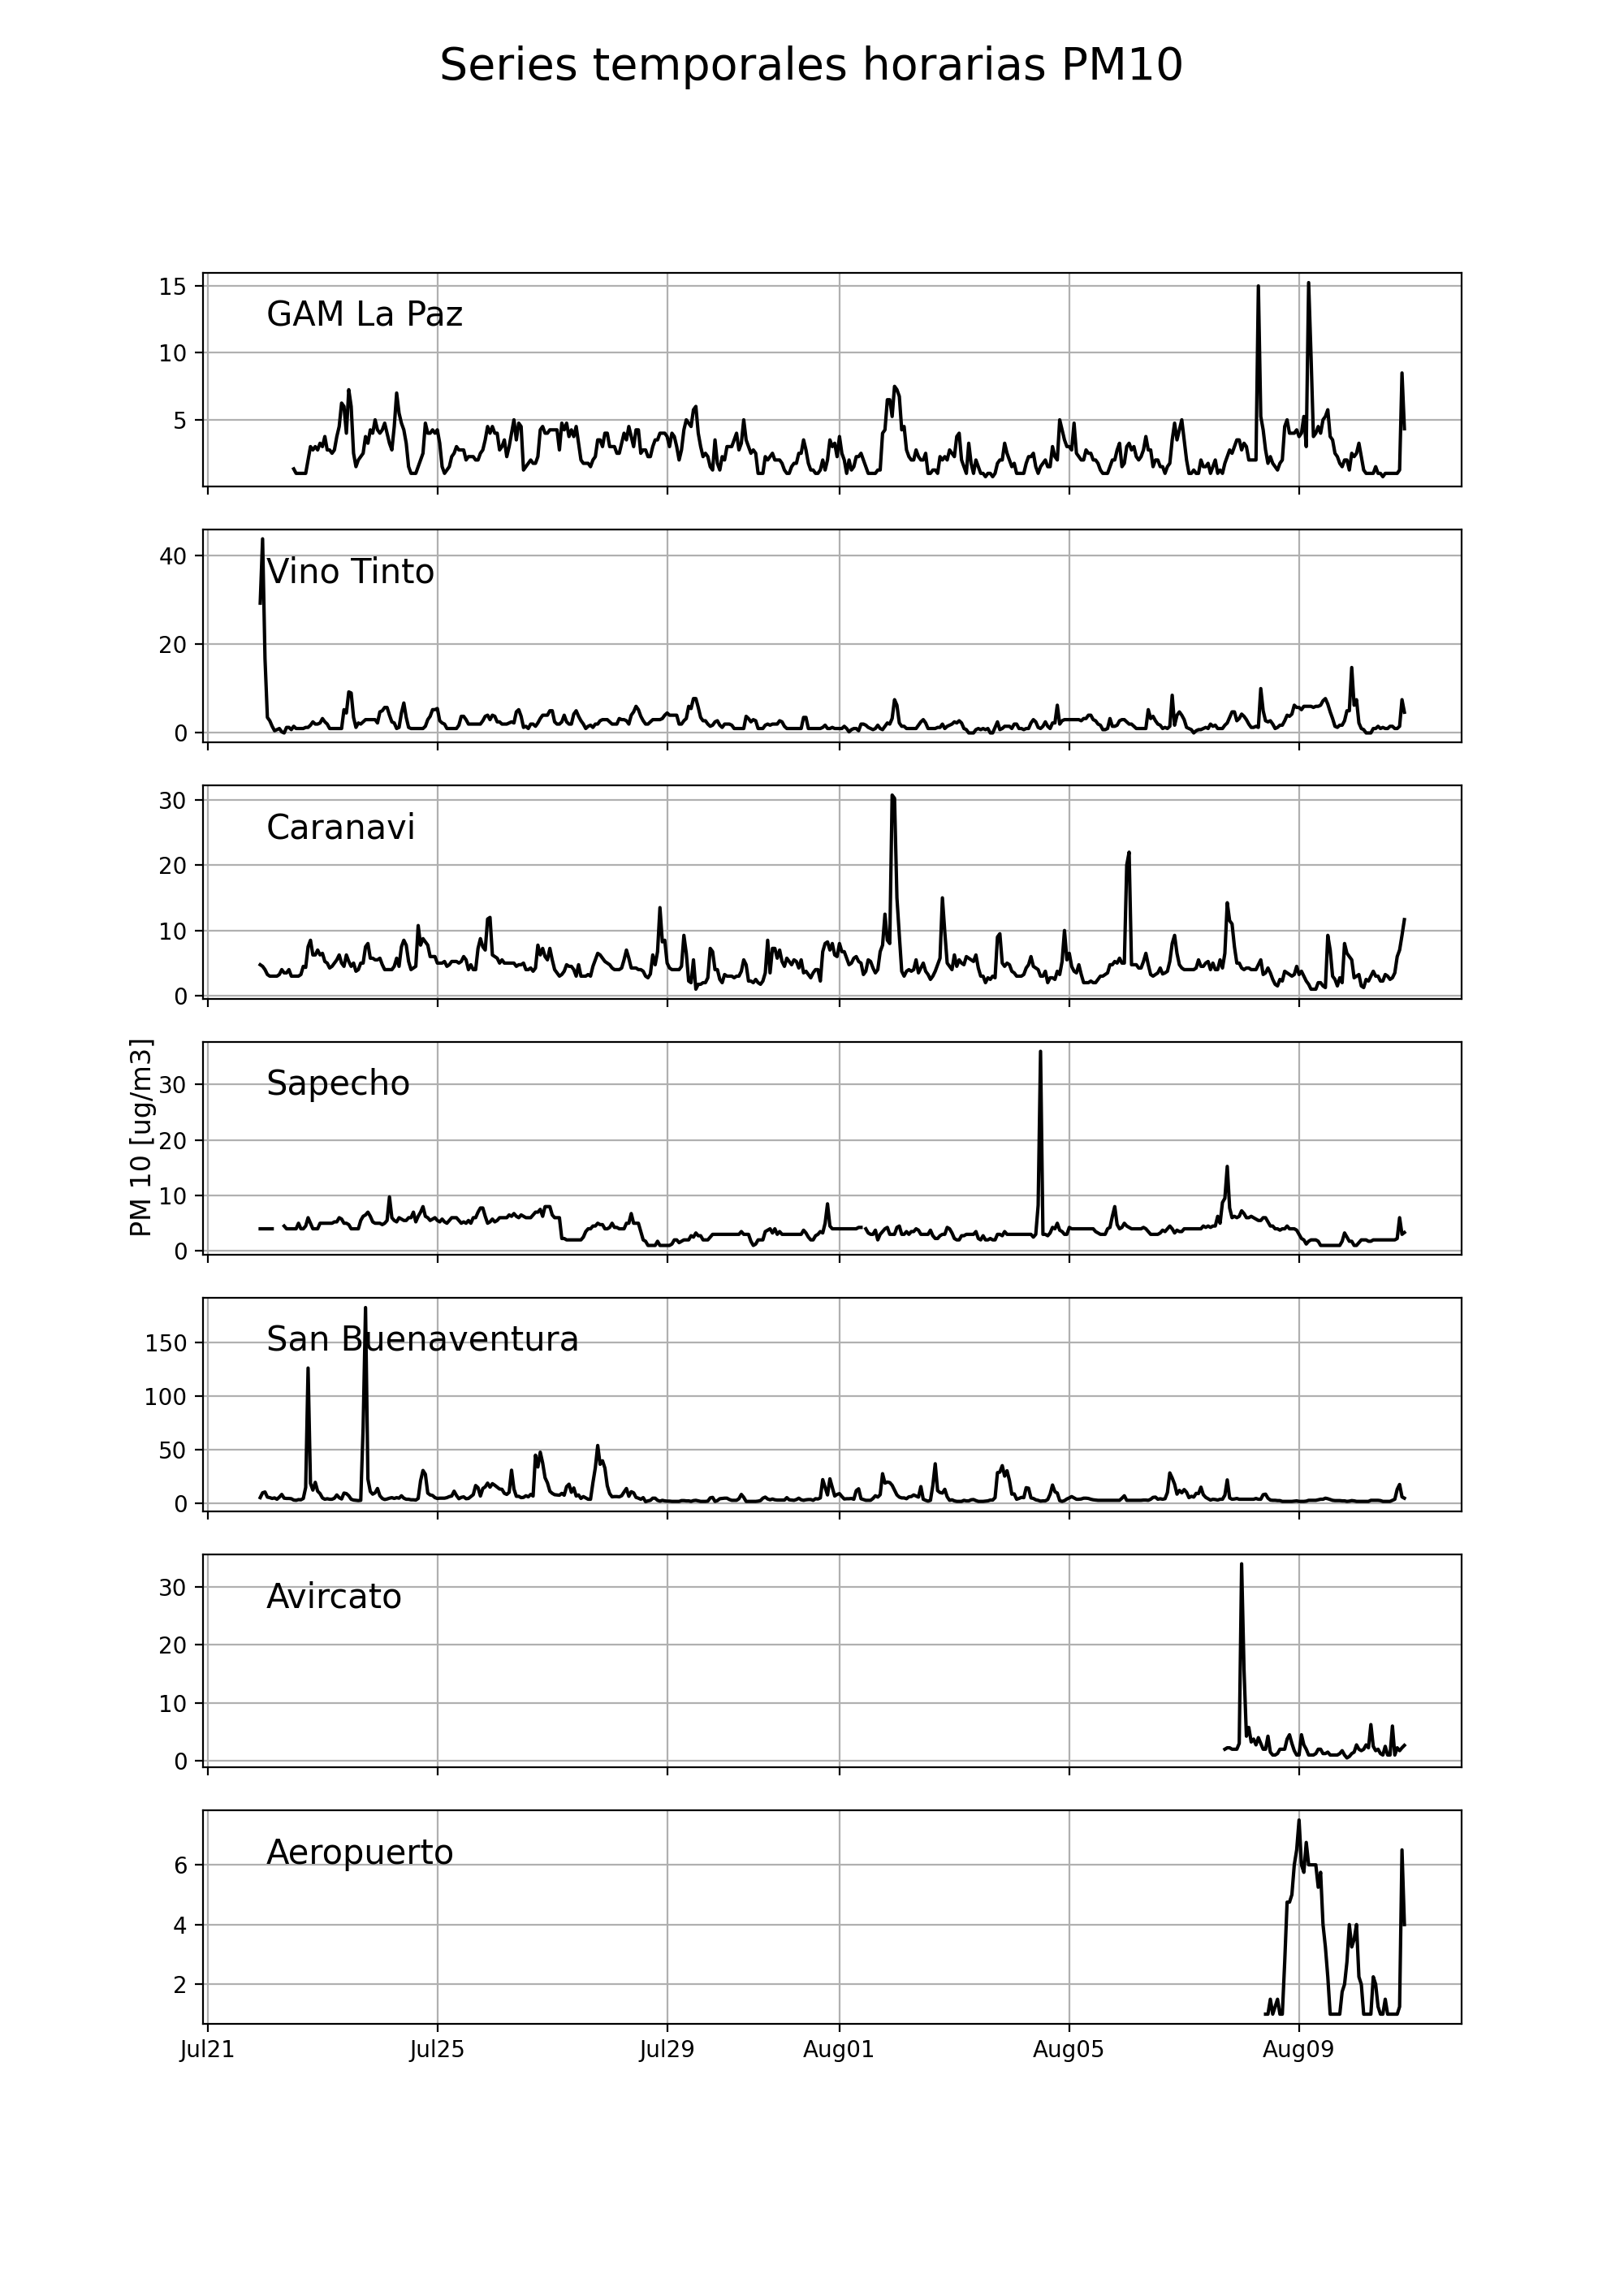 Series temporales horarias PM10
15
GAM La Paz
10
5
40
Vino Tinto
20
0
30
Caranavi
20
10
0
PM 10 [ug/m3]
Sapecho
30
20
10
0
San Buenaventura
150
100
50
0
30
Avircato
20
10
0
Aeropuerto
6
4
2
Jul21 Jul25 Jul29 Aug01 Aug05 Aug09